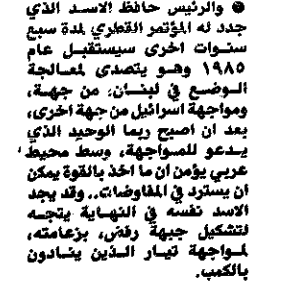 ● والرئيس حافظ الاسد الذي
جدد له المؤتمر القطري لمدة سبع
سنوات اخرى سيستقبل عام
١٩٨٥ وهو يتصدى لمعالجة
الوضع في لبنان، من جهة،
ومواجهة اسرائيل من جهة اخرى،
بعد ان اصبح ربما الوحيد الذي
يدعو للمواجهة، وسط محيط
عربي يؤمن ان ما اخذ بالقوة يمكن
ان يسترد في المفاوضات.. وقد يجد
الاسد نفسه في النهاية يتجه
لتشكيل جبهة رفض، بزعامته،
لمواجهة تيار الذين ينادون
بالكمب.